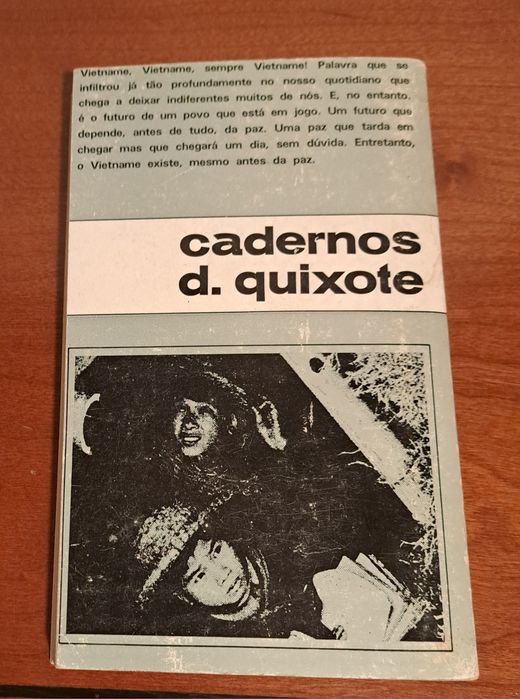 Vietname, Vietname, sempre Vietname! Palavra que se
infiltrou já tão profundamente no nosso quotidiano que
chega a deixar indiferentes muitos de nós. E, no entanto,
é o futuro de um povo que está em jogo. Um futuro que
depende, antes de tudo, da paz. Uma paz que tarda em
chegar mas que chegará um dia, sem dúvida. Entretanto,
o Vietname existe, mesmo antes da paz.
cadernos
d. quixote